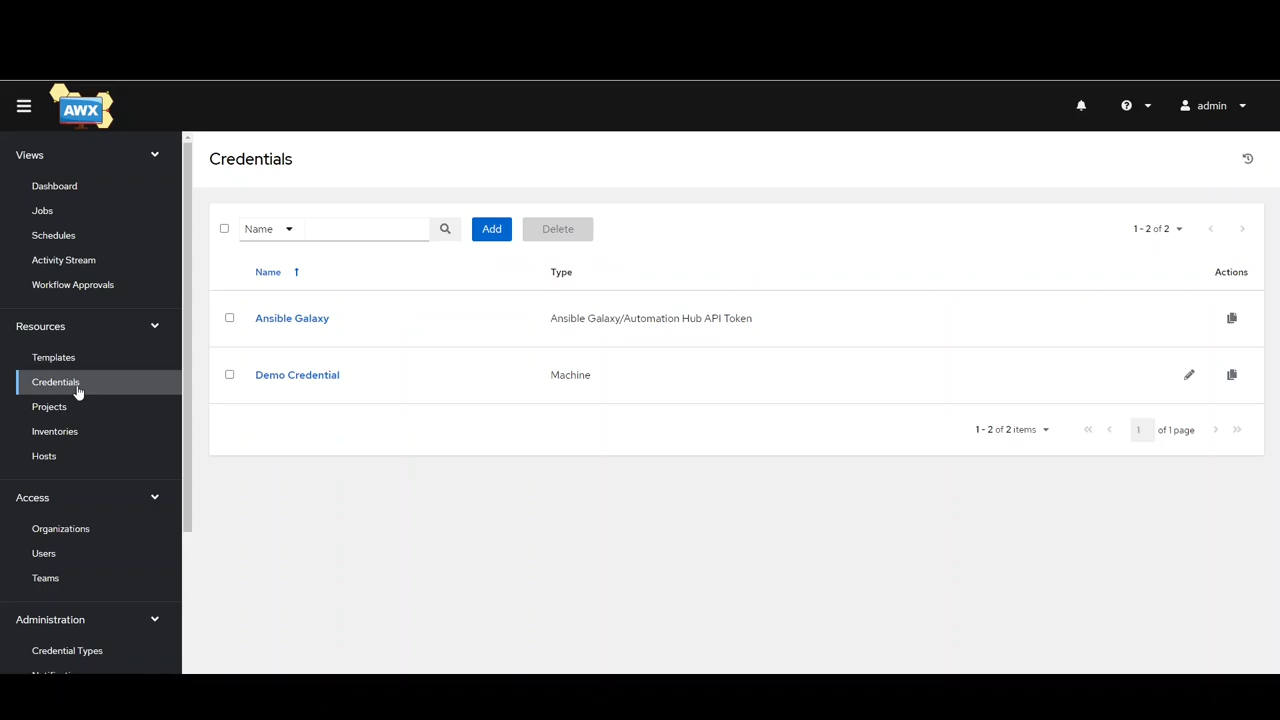 AWX
admin
Views
Dashboard
Jobs
Schedules
Activity Stream
Workflow Approvals
Resources
Templates
Credentials
Projects
Inventories
Hosts
Access
Organizations
Users
Teams
Administration
Credential Types
Credentials
Name Add Delete 1 - 2 of 2
Name Type Actions
Ansible Galaxy Ansible Galaxy/Automation Hub API Token
Demo Credential Machine
1 - 2 of 2 items 1 of 1 page